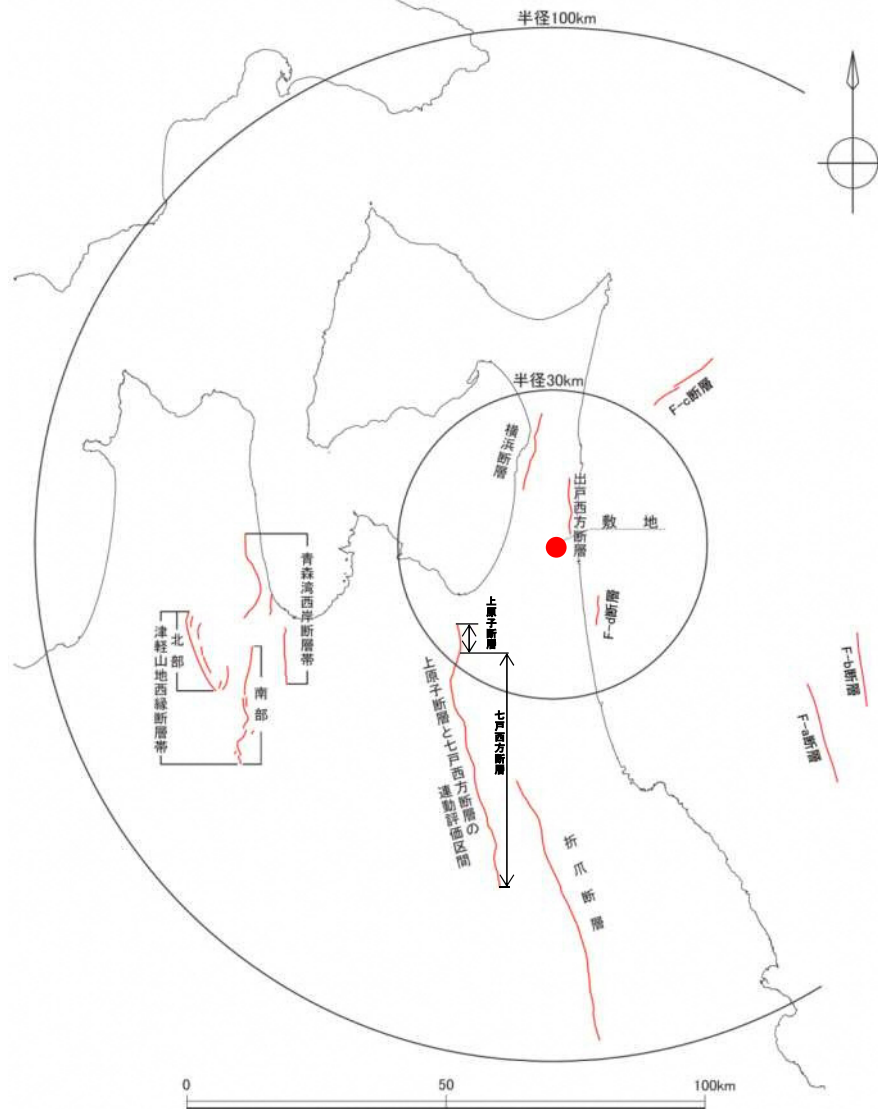 半径100km
半径30km
F-c断層
横浜断層
出戸西方断層
敷 地
青森湾西岸断層帯
上原子断層
F-d断層
北部
津軽山地西縁断層帯
南部
F-b断層
F-a断層
七戸西方断層
上原子断層と七戸西方断層の
連動評価区間
折爪断層
0
50
100km